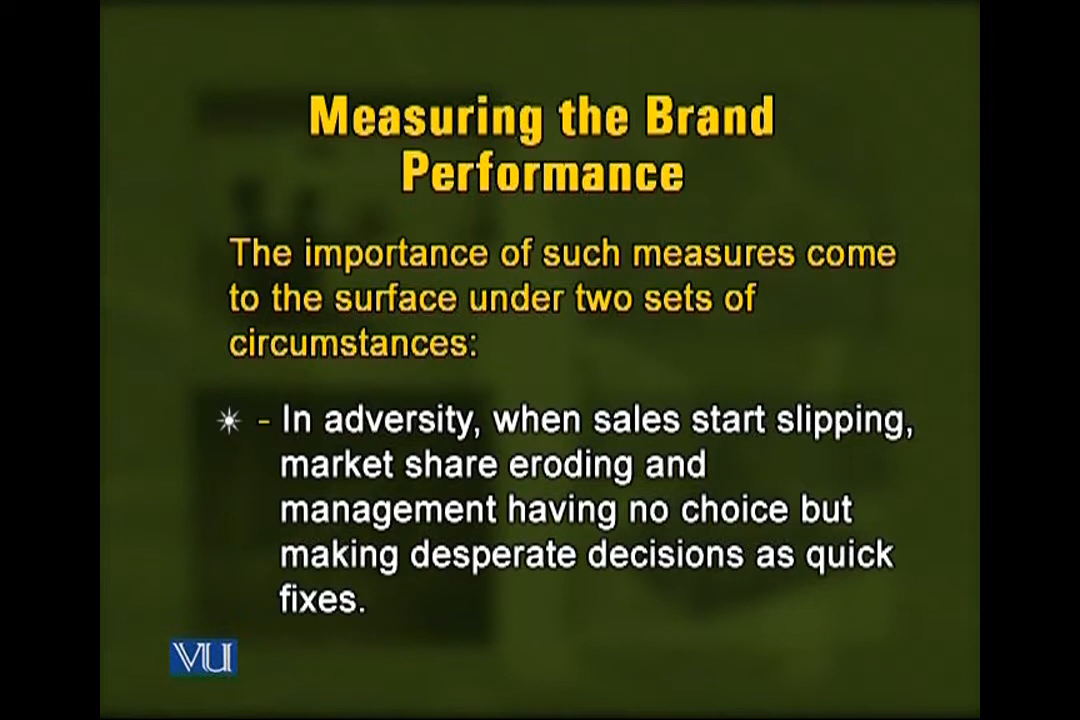 Measuring the Brand
Performance
The importance of such measures come
to the surface under two sets of
circumstances:
- In adversity, when sales start slipping,
market share eroding and
management having no choice but
making desperate decisions as quick
fixes.
VU